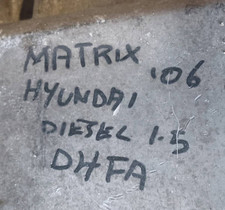 MATRIX '06
HYUNDAI
DIESEL 1.5
DHFA